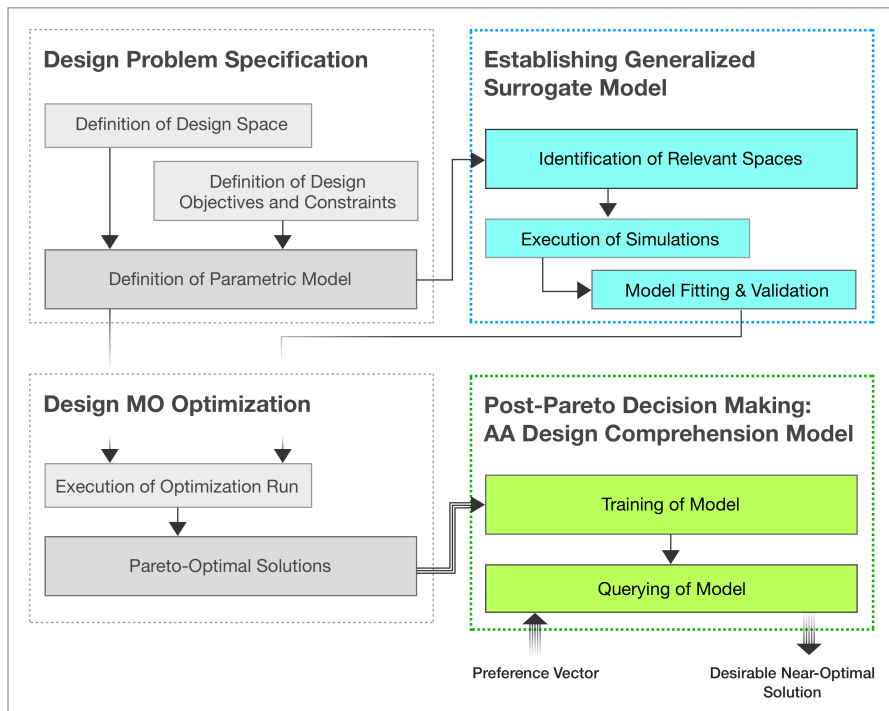 Design Problem Specification
Definition of Design Space
Definition of Design
Objectives and Constraints
Definition of Parametric Model
Establishing Generalized
Surrogate Model
Identification of Relevant Spaces
Execution of Simulations
Model Fitting & Validation
Design MO Optimization
Execution of Optimization Run
Pareto-Optimal Solutions
Post-Pareto Decision Making:
AA Design Comprehension Model
Training of Model
Querying of Model
Preference Vector
Desirable Near-Optimal
Solution